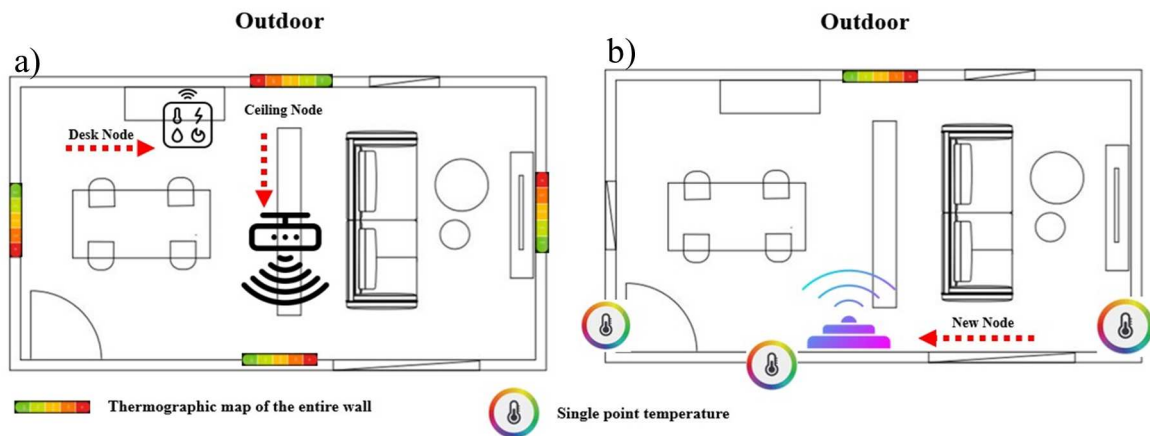 Outdoor
a)
Ceiling Node
Desk Node
Outdoor
b)
New Node
Thermographic map of the entire wall
Single point temperature